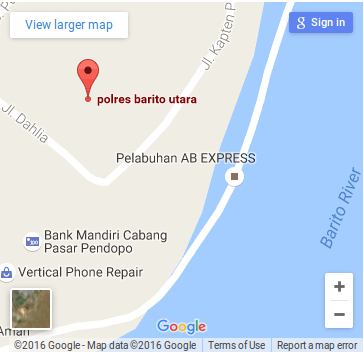 View larger map
Sign in
Jl. Kapten P
polres barito utara
Jl. Dahlia
Pelabuhan AB EXPRESS
Barito River
Bank Mandiri Cabang
Pasar Pendopo
Vertical Phone Repair
Aman
Google
©2016 Google - Map data ©2016 Google
Terms of Use
Report a map error